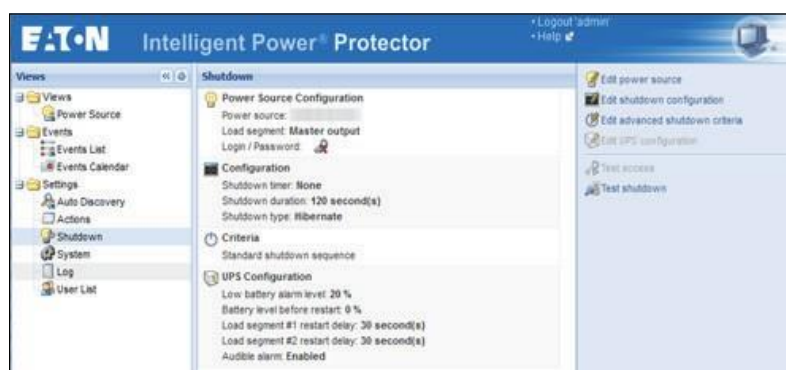 EATON Intelligent Power® Protector
• Logout 'admin'
• Help
Views
Views
Power Source
Events
Events List
Events Calendar
Settings
Auto Discovery
Actions
Shutdown
System
Log
User List
Shutdown
Power Source Configuration
Power source:
Load segment: Master output
Login / Password:
Configuration
Shutdown timer: None
Shutdown duration: 120 second(s)
Shutdown type: Hibernate
Criteria
Standard shutdown sequence
UPS Configuration
Low battery alarm level: 20 %
Battery level before restart: 0 %
Load segment #1 restart delay: 30 second(s)
Load segment #2 restart delay: 30 second(s)
Audible alarm: Enabled
Edit power source
Edit shutdown configuration
Edit advanced shutdown criteria
Edit UPS configuration
Test access
Test shutdown